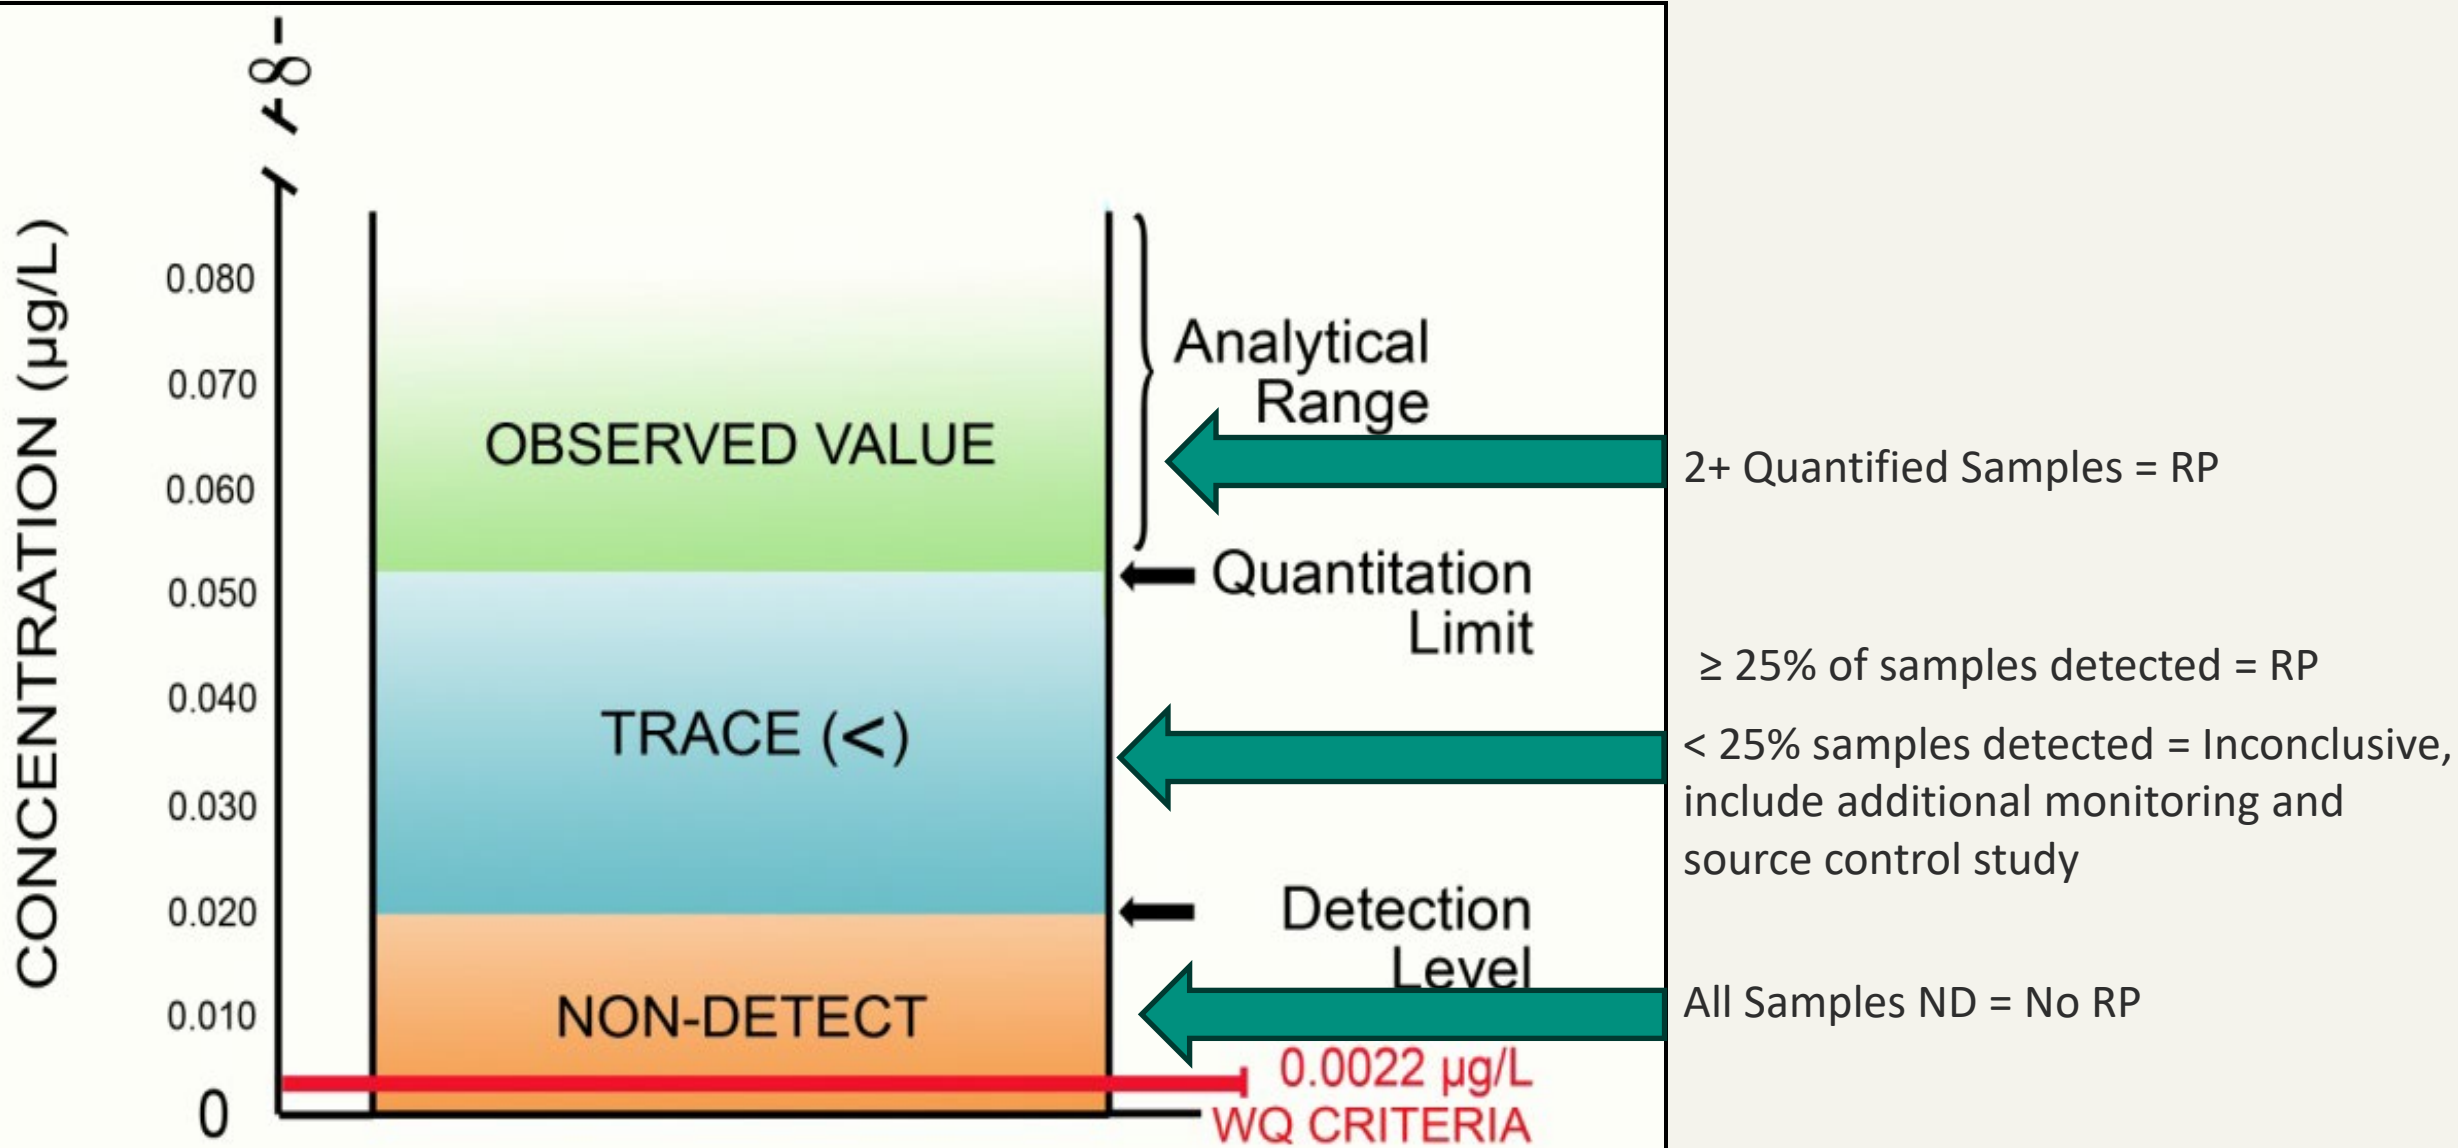 ∞
CONCENTRATION (µg/L)
0.080
0.070
0.060
0.050
0.040
0.030
0.020
0.010
0
OBSERVED VALUE
TRACE (<)
NON-DETECT
Analytical
Range
Quantitation
Limit
Detection
Level
0.0022 µg/L
WQ CRITERIA
2+ Quantified Samples = RP
≥ 25% of samples detected = RP
< 25% samples detected = Inconclusive,
include additional monitoring and
source control study
All Samples ND = No RP